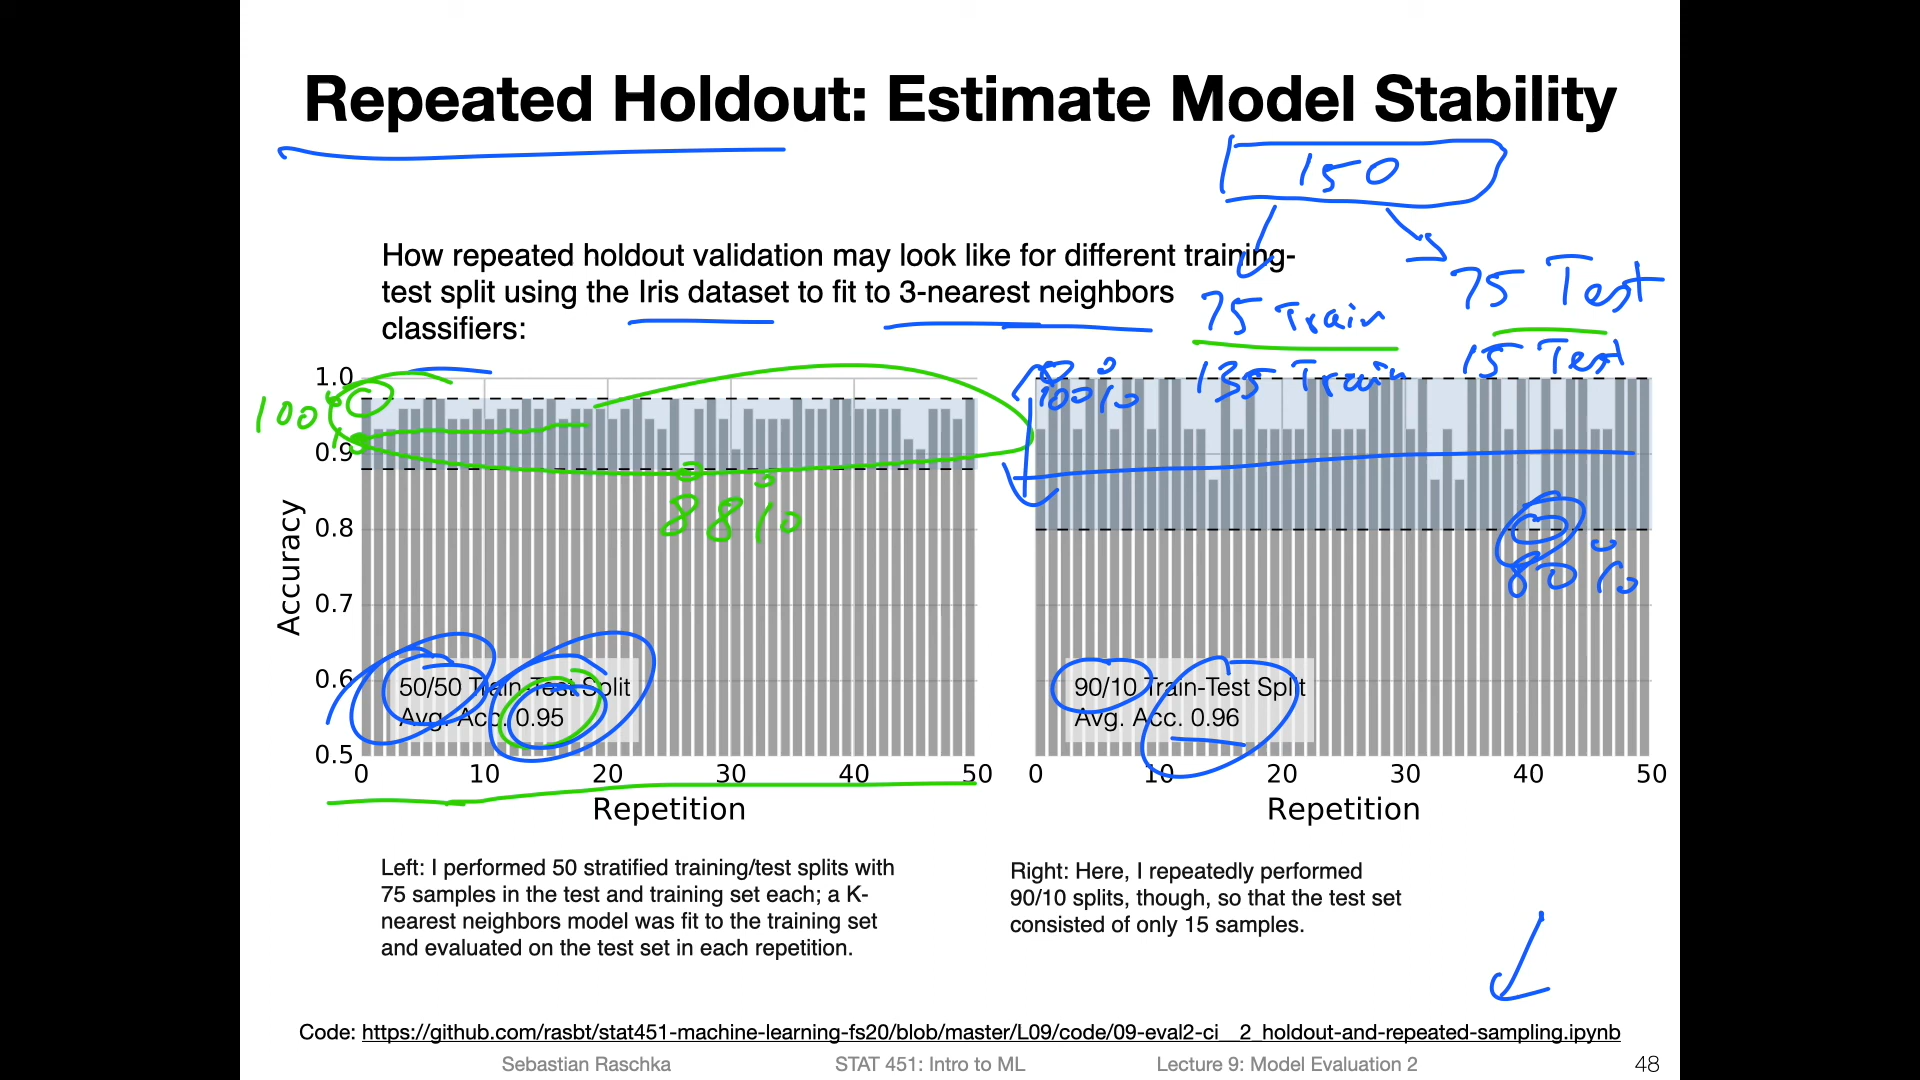 Repeated Holdout: Estimate Model Stability
150
How repeated holdout validation may look like for different training-
test split using the Iris dataset to fit to 3-nearest neighbors
classifiers:
75 Train
75 Test
135 Train
15 Test
100%
100%
88%
80%
Accuracy
1.0
0.9
0.8
0.7
0.6
0.5
50/50 Train-Test Split
Avg. Acc. 0.95
0 10 20 30 40 50
Repetition
90/10 Train-Test Split
Avg. Acc. 0.96
0 10 20 30 40 50
Repetition
Left: I performed 50 stratified training/test splits with
75 samples in the test and training set each; a K-
nearest neighbors model was fit to the training set
and evaluated on the test set in each repetition.
Right: Here, I repeatedly performed
90/10 splits, though, so that the test set
consisted of only 15 samples.
Code: https://github.com/rasbt/stat451-machine-learning-fs20/blob/master/L09/code/09-eval2-ci__2_holdout-and-repeated-sampling.ipynb
Sebastian Raschka STAT 451: Intro to ML Lecture 9: Model Evaluation 2 48